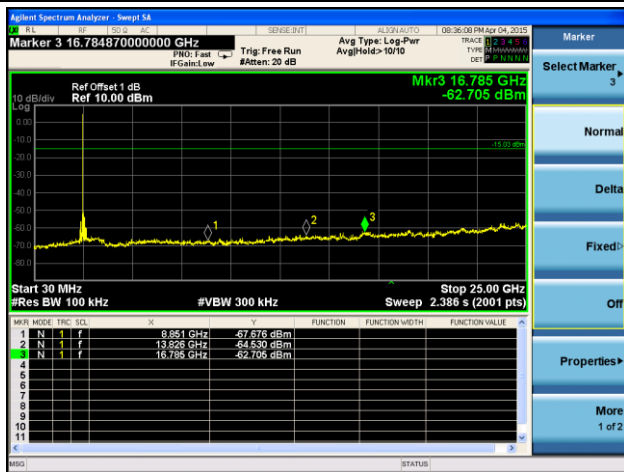 Agilent Spectrum Analyzer - Swept SA
RL RF 50 Ω AC SENSE:INT ALIGNAUTO 08:36:08 PM Apr 04, 2015
Marker 3 16.784870000000 GHz
PNO: Fast
IFGain:Low
Trig: Free Run
#Atten: 20 dB
Avg Type: Log-Pwr
Avg|Hold:>10/10
TRACE 1 2 3 4 5 6
TYPE MWWWWW
DET P P N N N N
Mkr3 16.785 GHz
-62.705 dBm
Ref Offset 1 dB
10 dB/div Ref 10.00 dBm
Log
0.00
-10.0
-15.03 dBm
-20.0
-30.0
-40.0
-50.0
-60.0
-70.0
-80.0
1
2
3
Start 30 MHz Stop 25.00 GHz
#Res BW 100 kHz #VBW 300 kHz Sweep 2.386 s (2001 pts)
MKR MODE TRC SCL X Y FUNCTION FUNCTION WIDTH FUNCTION VALUE
1 N 1 f 8.851 GHz -67.676 dBm
2 N 1 f 13.826 GHz -64.530 dBm
3 N 1 f 16.785 GHz -62.705 dBm
4
5
6
7
8
9
10
11
MSG STATUS
Marker
Select Marker
3
Normal
Delta
Fixed
Off
Properties
More
1 of 2